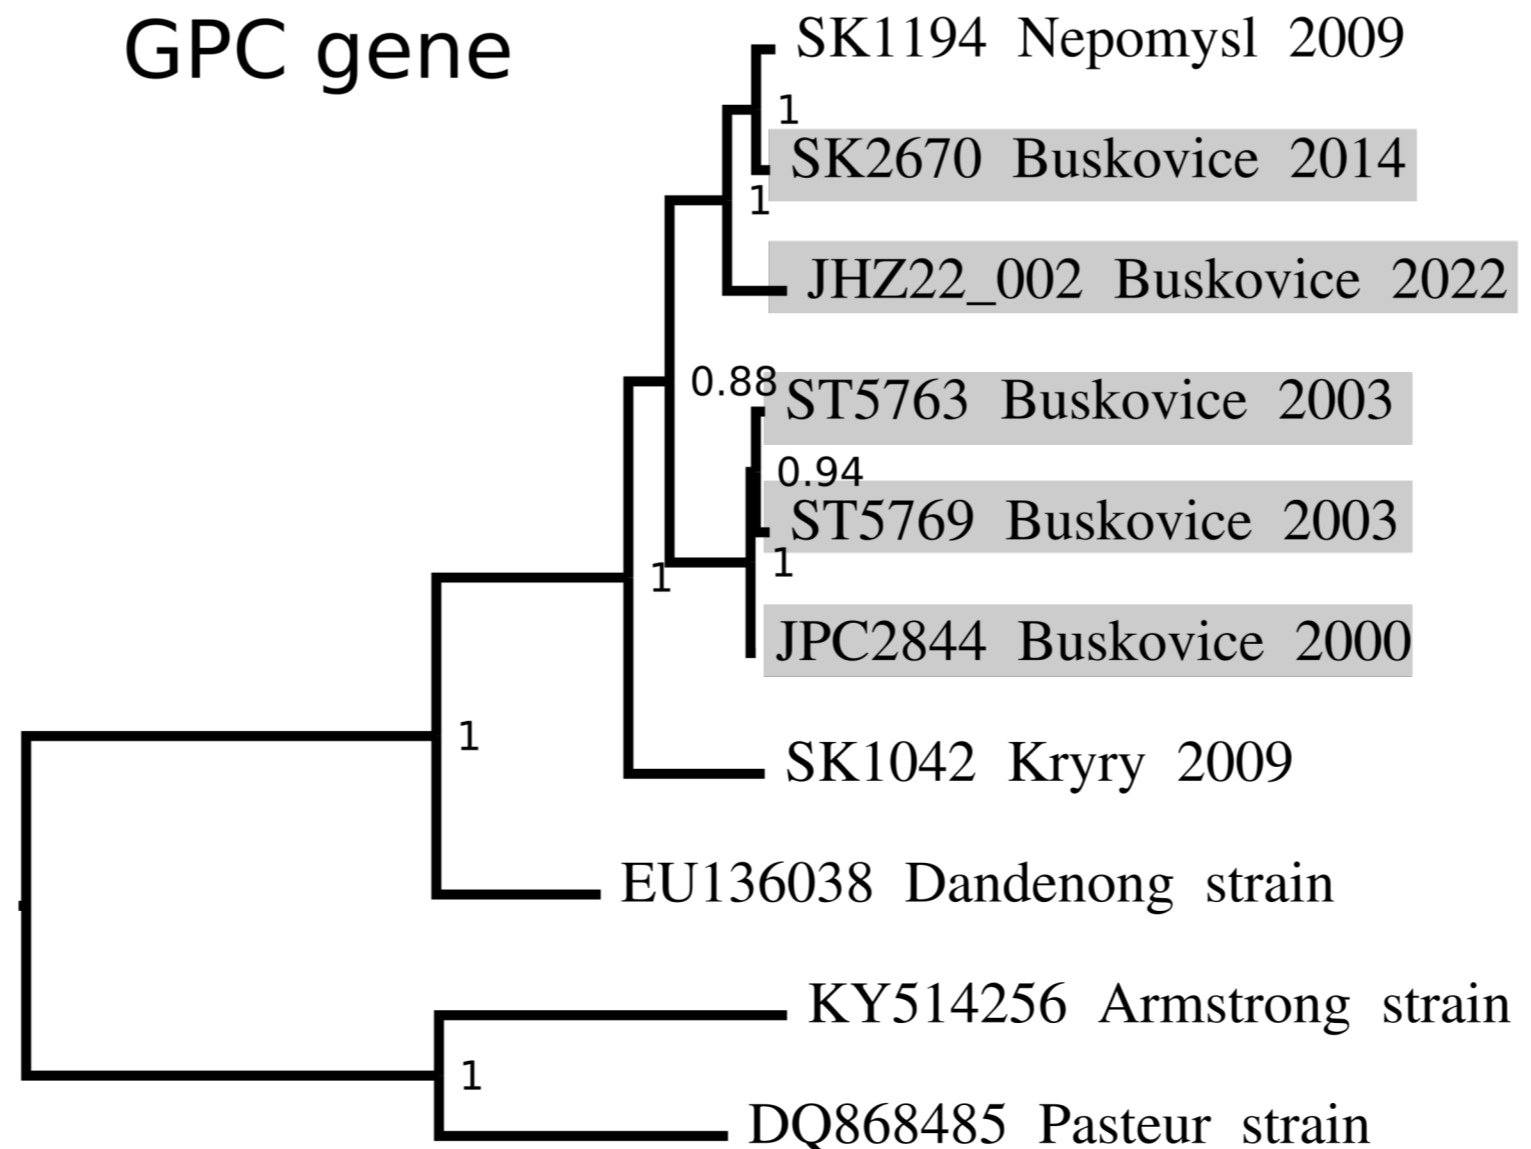 GPC gene
SK1194 Nepomysl 2009
1
SK2670 Buskovice 2014
1
JHZ22_002 Buskovice 2022
0.88
ST5763 Buskovice 2003
0.94
ST5769 Buskovice 2003
1
1
JPC2844 Buskovice 2000
1
SK1042 Kryry 2009
EU136038 Dandenong strain
KY514256 Armstrong strain
1
DQ868485 Pasteur strain